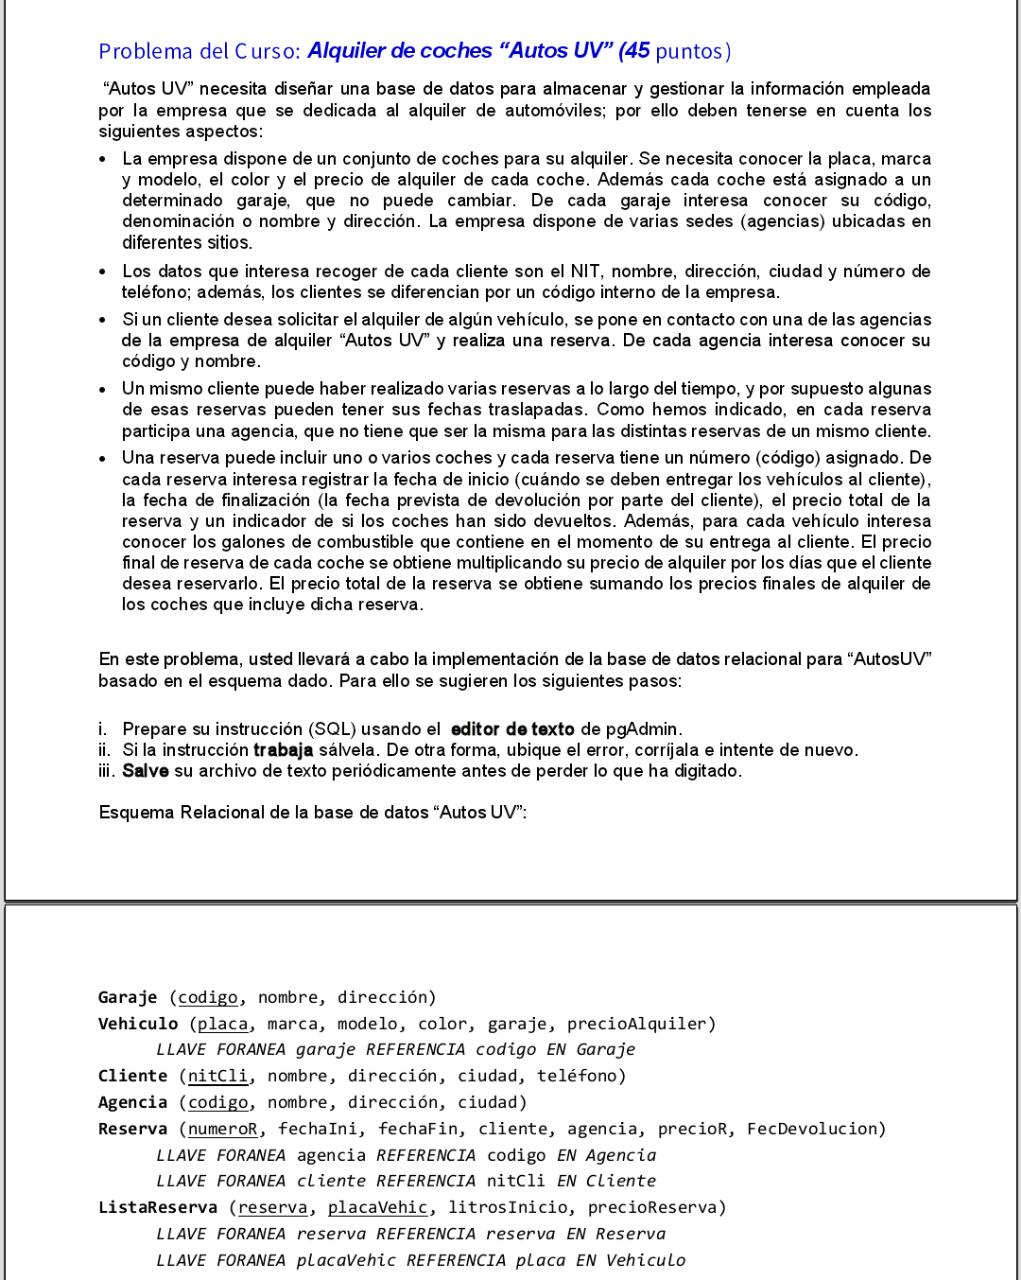 Problema del Curso: Alquiler de coches “Autos UV” (45 puntos)
“Autos UV” necesita diseñar una base de datos para almacenar y gestionar la información empleada
por la empresa que se dedicada al alquiler de automóviles; por ello deben tenerse en cuenta los
siguientes aspectos:
• La empresa dispone de un conjunto de coches para su alquiler. Se necesita conocer la placa, marca
y modelo, el color y el precio de alquiler de cada coche. Además cada coche está asignado a un
determinado garaje, que no puede cambiar. De cada garaje interesa conocer su código,
denominación o nombre y dirección. La empresa dispone de varias sedes (agencias) ubicadas en
diferentes sitios.
• Los datos que interesa recoger de cada cliente son el NIT, nombre, dirección, ciudad y número de
teléfono; además, los clientes se diferencian por un código interno de la empresa.
• Si un cliente desea solicitar el alquiler de algún vehículo, se pone en contacto con una de las agencias
de la empresa de alquiler “Autos UV” y realiza una reserva. De cada agencia interesa conocer su
código y nombre.
• Un mismo cliente puede haber realizado varias reservas a lo largo del tiempo, y por supuesto algunas
de esas reservas pueden tener sus fechas traslapadas. Como hemos indicado, en cada reserva
participa una agencia, que no tiene que ser la misma para las distintas reservas de un mismo cliente.
• Una reserva puede incluir uno o varios coches y cada reserva tiene un número (código) asignado. De
cada reserva interesa registrar la fecha de inicio (cuándo se deben entregar los vehículos al cliente),
la fecha de finalización (la fecha prevista de devolución por parte del cliente), el precio total de la
reserva y un indicador de si los coches han sido devueltos. Además, para cada vehículo interesa
conocer los galones de combustible que contiene en el momento de su entrega al cliente. El precio
final de reserva de cada coche se obtiene multiplicando su precio de alquiler por los días que el cliente
desea reservarlo. El precio total de la reserva se obtiene sumando los precios finales de alquiler de
los coches que incluye dicha reserva.
En este problema, usted llevará a cabo la implementación de la base de datos relacional para “AutosUV”
basado en el esquema dado. Para ello se sugieren los siguientes pasos:
i. Prepare su instrucción (SQL) usando el editor de texto de pgAdmin.
ii. Si la instrucción trabaja sálvela. De otra forma, ubique el error, corríjala e intente de nuevo.
iii. Salve su archivo de texto periódicamente antes de perder lo que ha digitado.
Esquema Relacional de la base de datos “Autos UV”:
Garaje (codigo, nombre, dirección)
Vehiculo (placa, marca, modelo, color, garaje, precioAlquiler)
LLAVE FORANEA garaje REFERENCIA codigo EN Garaje
Cliente (nitCli, nombre, dirección, ciudad, teléfono)
Agencia (codigo, nombre, dirección, ciudad)
Reserva (numeroR, fechaIni, fechaFin, cliente, agencia, precioR, FecDevolucion)
LLAVE FORANEA agencia REFERENCIA codigo EN Agencia
LLAVE FORANEA cliente REFERENCIA nitCli EN Cliente
ListaReserva (reserva, placaVehic, litrosInicio, precioReserva)
LLAVE FORANEA reserva REFERENCIA reserva EN Reserva
LLAVE FORANEA placaVehic REFERENCIA placa EN Vehiculo